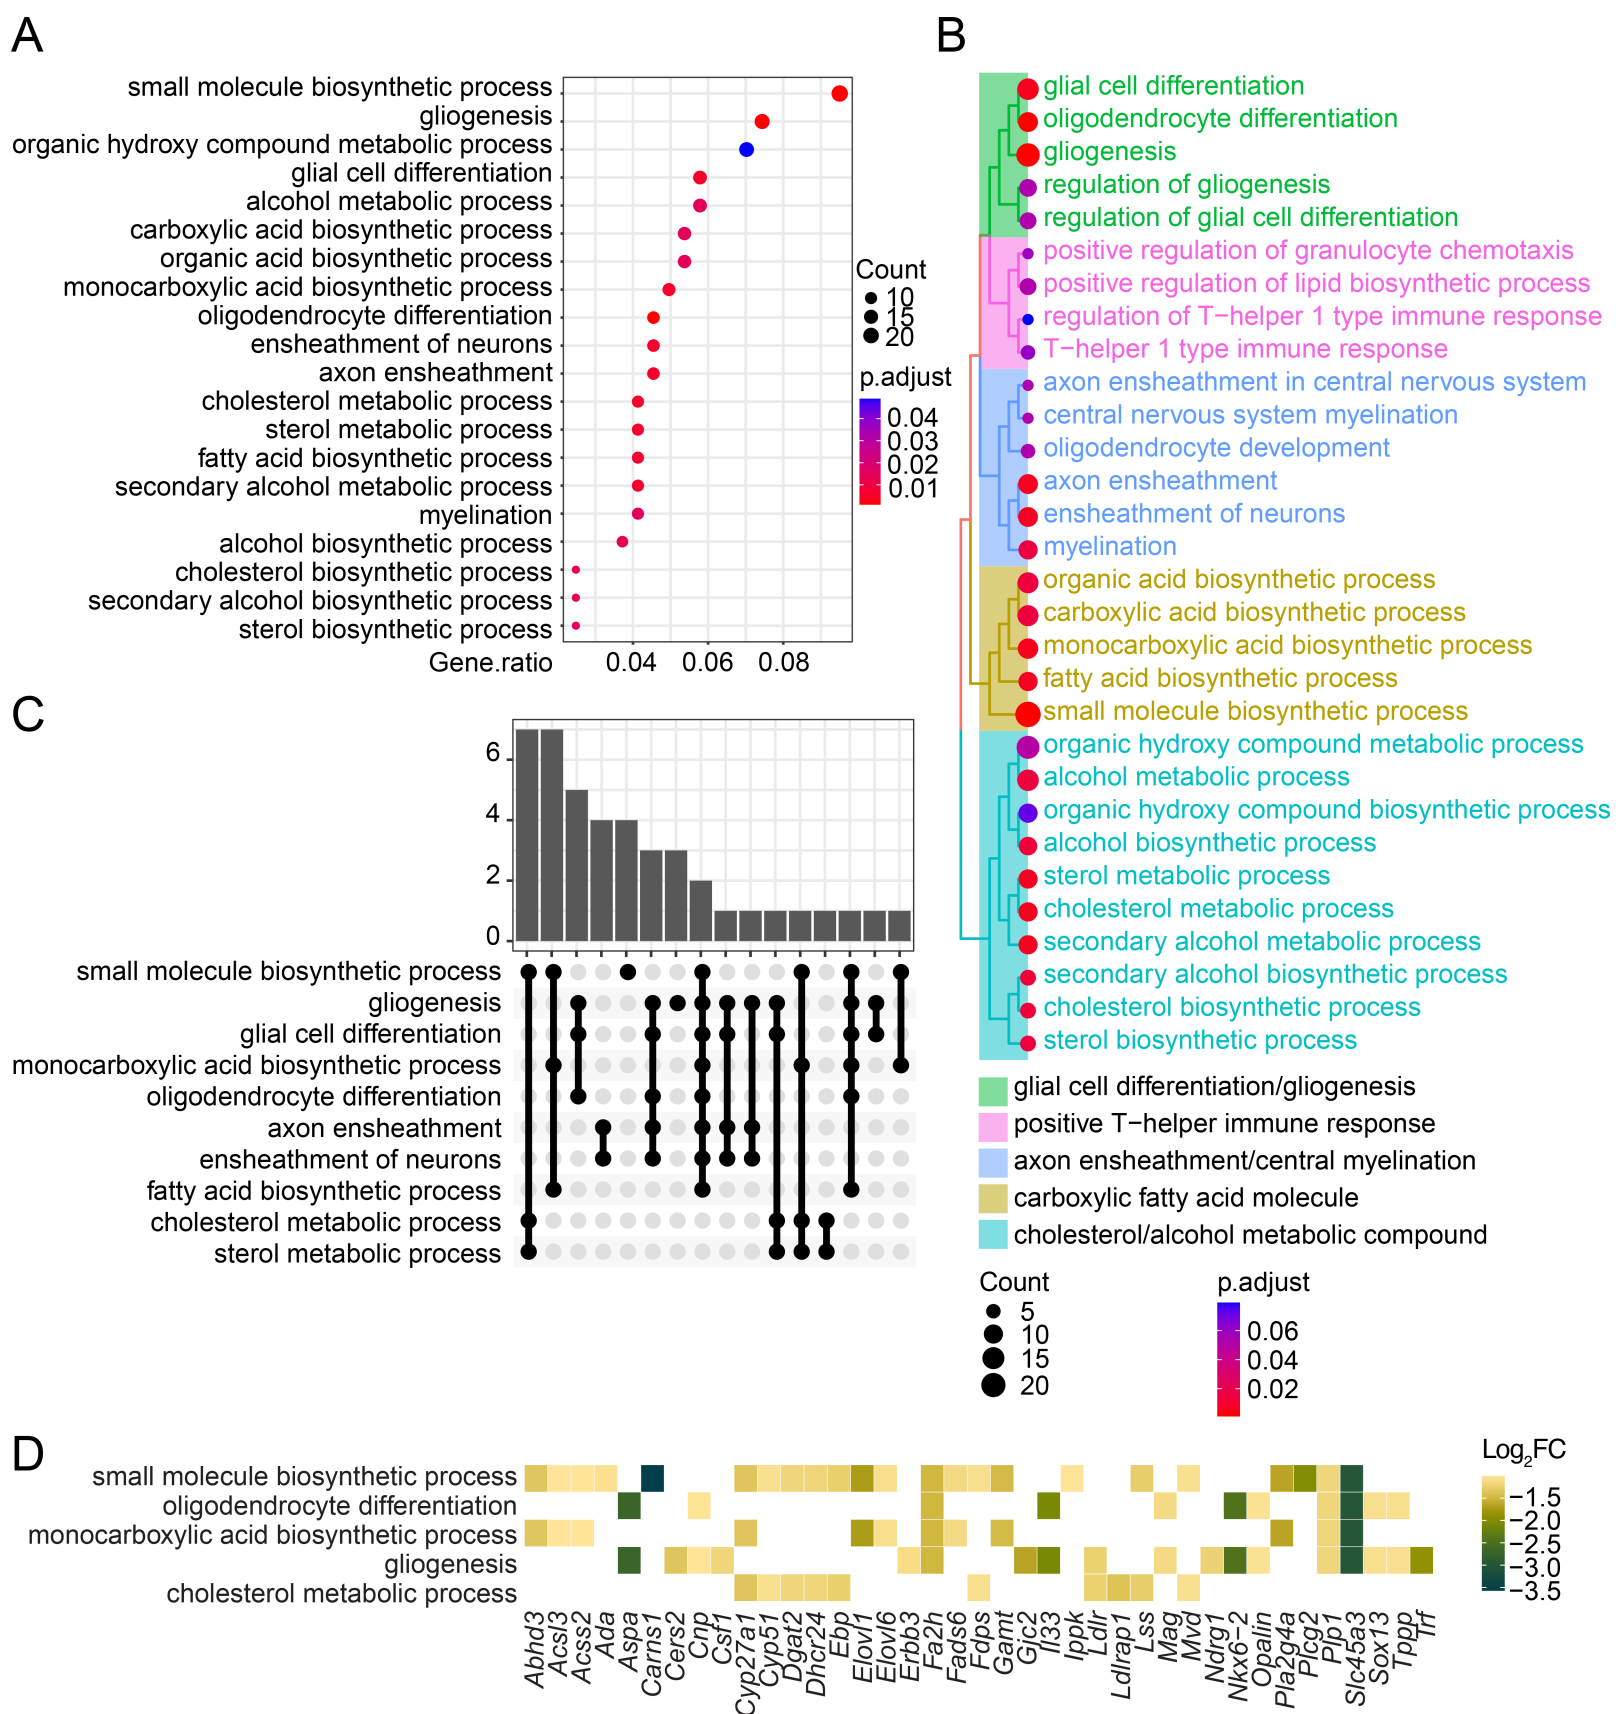 A
small molecule biosynthetic process
gliogenesis
organic hydroxy compound metabolic process
glial cell differentiation
alcohol metabolic process
carboxylic acid biosynthetic process
organic acid biosynthetic process
monocarboxylic acid biosynthetic process
oligodendrocyte differentiation
ensheathment of neurons
axon ensheathment
cholesterol metabolic process
sterol metabolic process
fatty acid biosynthetic process
secondary alcohol metabolic process
myelination
alcohol biosynthetic process
cholesterol biosynthetic process
secondary alcohol biosynthetic process
sterol biosynthetic process
Gene.ratio
0.04 0.06 0.08
Count
10
15
20
p.adjust
0.04
0.03
0.02
0.01
B
glial cell differentiation
oligodendrocyte differentiation
gliogenesis
regulation of gliogenesis
regulation of glial cell differentiation
positive regulation of granulocyte chemotaxis
positive regulation of lipid biosynthetic process
regulation of T−helper 1 type immune response
T−helper 1 type immune response
axon ensheathment in central nervous system
central nervous system myelination
oligodendrocyte development
axon ensheathment
ensheathment of neurons
myelination
organic acid biosynthetic process
carboxylic acid biosynthetic process
monocarboxylic acid biosynthetic process
fatty acid biosynthetic process
small molecule biosynthetic process
organic hydroxy compound metabolic process
alcohol metabolic process
organic hydroxy compound biosynthetic process
alcohol biosynthetic process
sterol metabolic process
cholesterol metabolic process
secondary alcohol metabolic process
secondary alcohol biosynthetic process
cholesterol biosynthetic process
sterol biosynthetic process
glial cell differentiation/gliogenesis
positive T−helper immune response
axon ensheathment/central myelination
carboxylic fatty acid molecule
cholesterol/alcohol metabolic compound
Count
5
10
15
20
p.adjust
0.06
0.04
0.02
C
6
4
2
0
small molecule biosynthetic process
gliogenesis
glial cell differentiation
monocarboxylic acid biosynthetic process
oligodendrocyte differentiation
axon ensheathment
ensheathment of neurons
fatty acid biosynthetic process
cholesterol metabolic process
sterol metabolic process
D
small molecule biosynthetic process
oligodendrocyte differentiation
monocarboxylic acid biosynthetic process
gliogenesis
cholesterol metabolic process
Abhd3
Acsl3
Acss2
Ada
Aspa
Carns1
Cers2
Cnp
Csf1
Cyp27a1
Cyp51
Dgat2
Dhcr24
Ebp
Elovl1
Elovl6
Erbb3
Fa2h
Fads6
Fdps
Gamt
Gjc2
Il33
Ippk
Ldlr
Ldlrap1
Lss
Mag
Mvd
Ndrg1
Nkx6−2
Opalin
Pla2g4a
Plcg2
Plp1
Slc45a3
Sox13
Tppp
Trf
Log2FC
−1.5
−2.0
−2.5
−3.0
−3.5